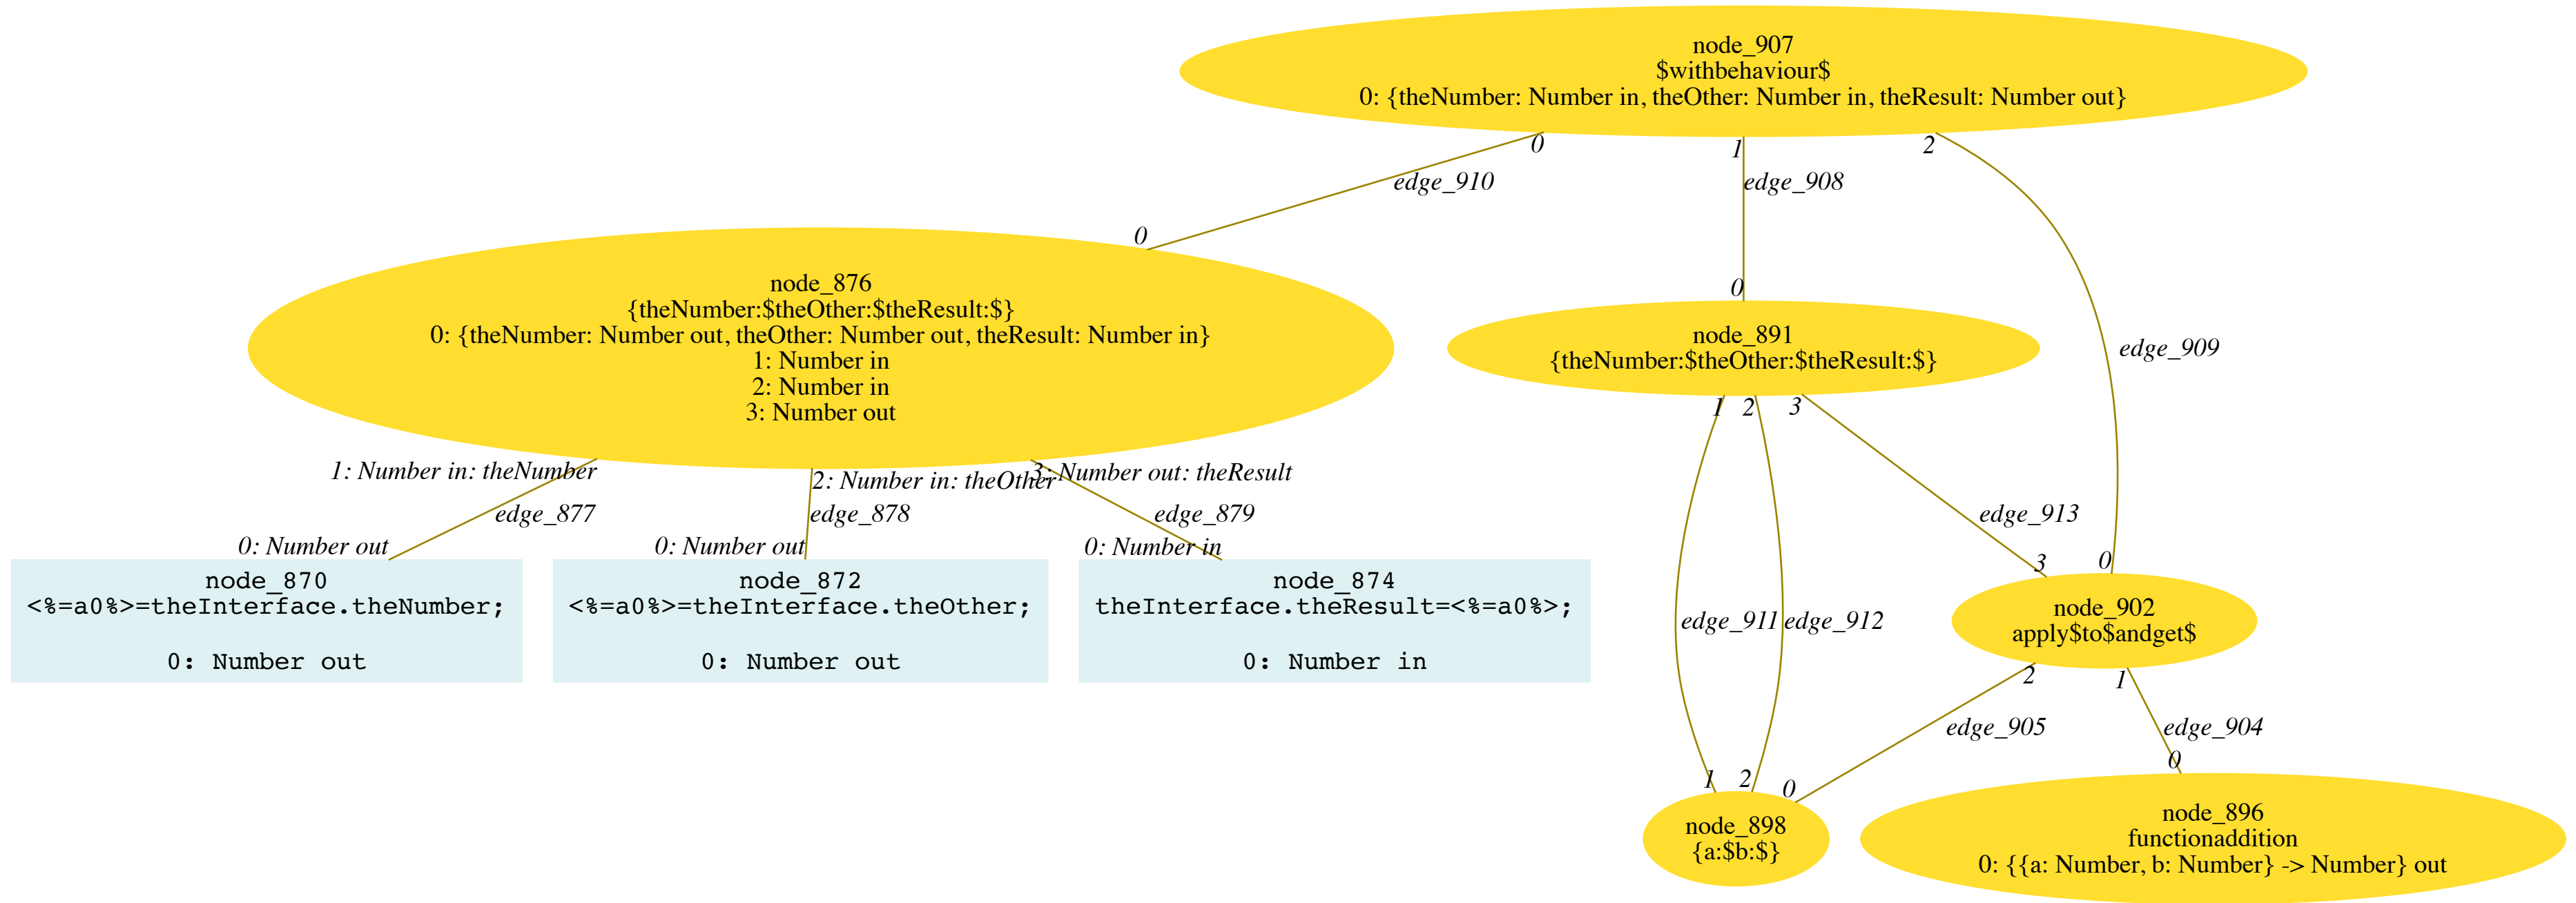 node_907
$withbehaviour$
0: {theNumber: Number in, theOther: Number in, theResult: Number out}
0
1
2
edge_910
edge_908
0
node_876
{theNumber:$theOther:$theResult:$}
0: {theNumber: Number out, theOther: Number out, theResult: Number in}
1: Number in
2: Number in
3: Number out
0
node_891
{theNumber:$theOther:$theResult:$}
edge_909
1
2
3
1: Number in: theNumber
2: Number in: theOther
3: Number out: theResult
edge_877
edge_878
edge_879
edge_913
0: Number out
0: Number out
0: Number in
3
0
node_870
<%=a0%>=theInterface.theNumber;
0: Number out
node_872
<%=a0%>=theInterface.theOther;
0: Number out
node_874
theInterface.theResult=<%=a0%>;
0: Number in
edge_911
edge_912
node_902
apply$to$andget$
2
1
edge_905
edge_904
1
2
0
0
node_898
{a:$b:$}
node_896
functionaddition
0: {{a: Number, b: Number} -> Number} out